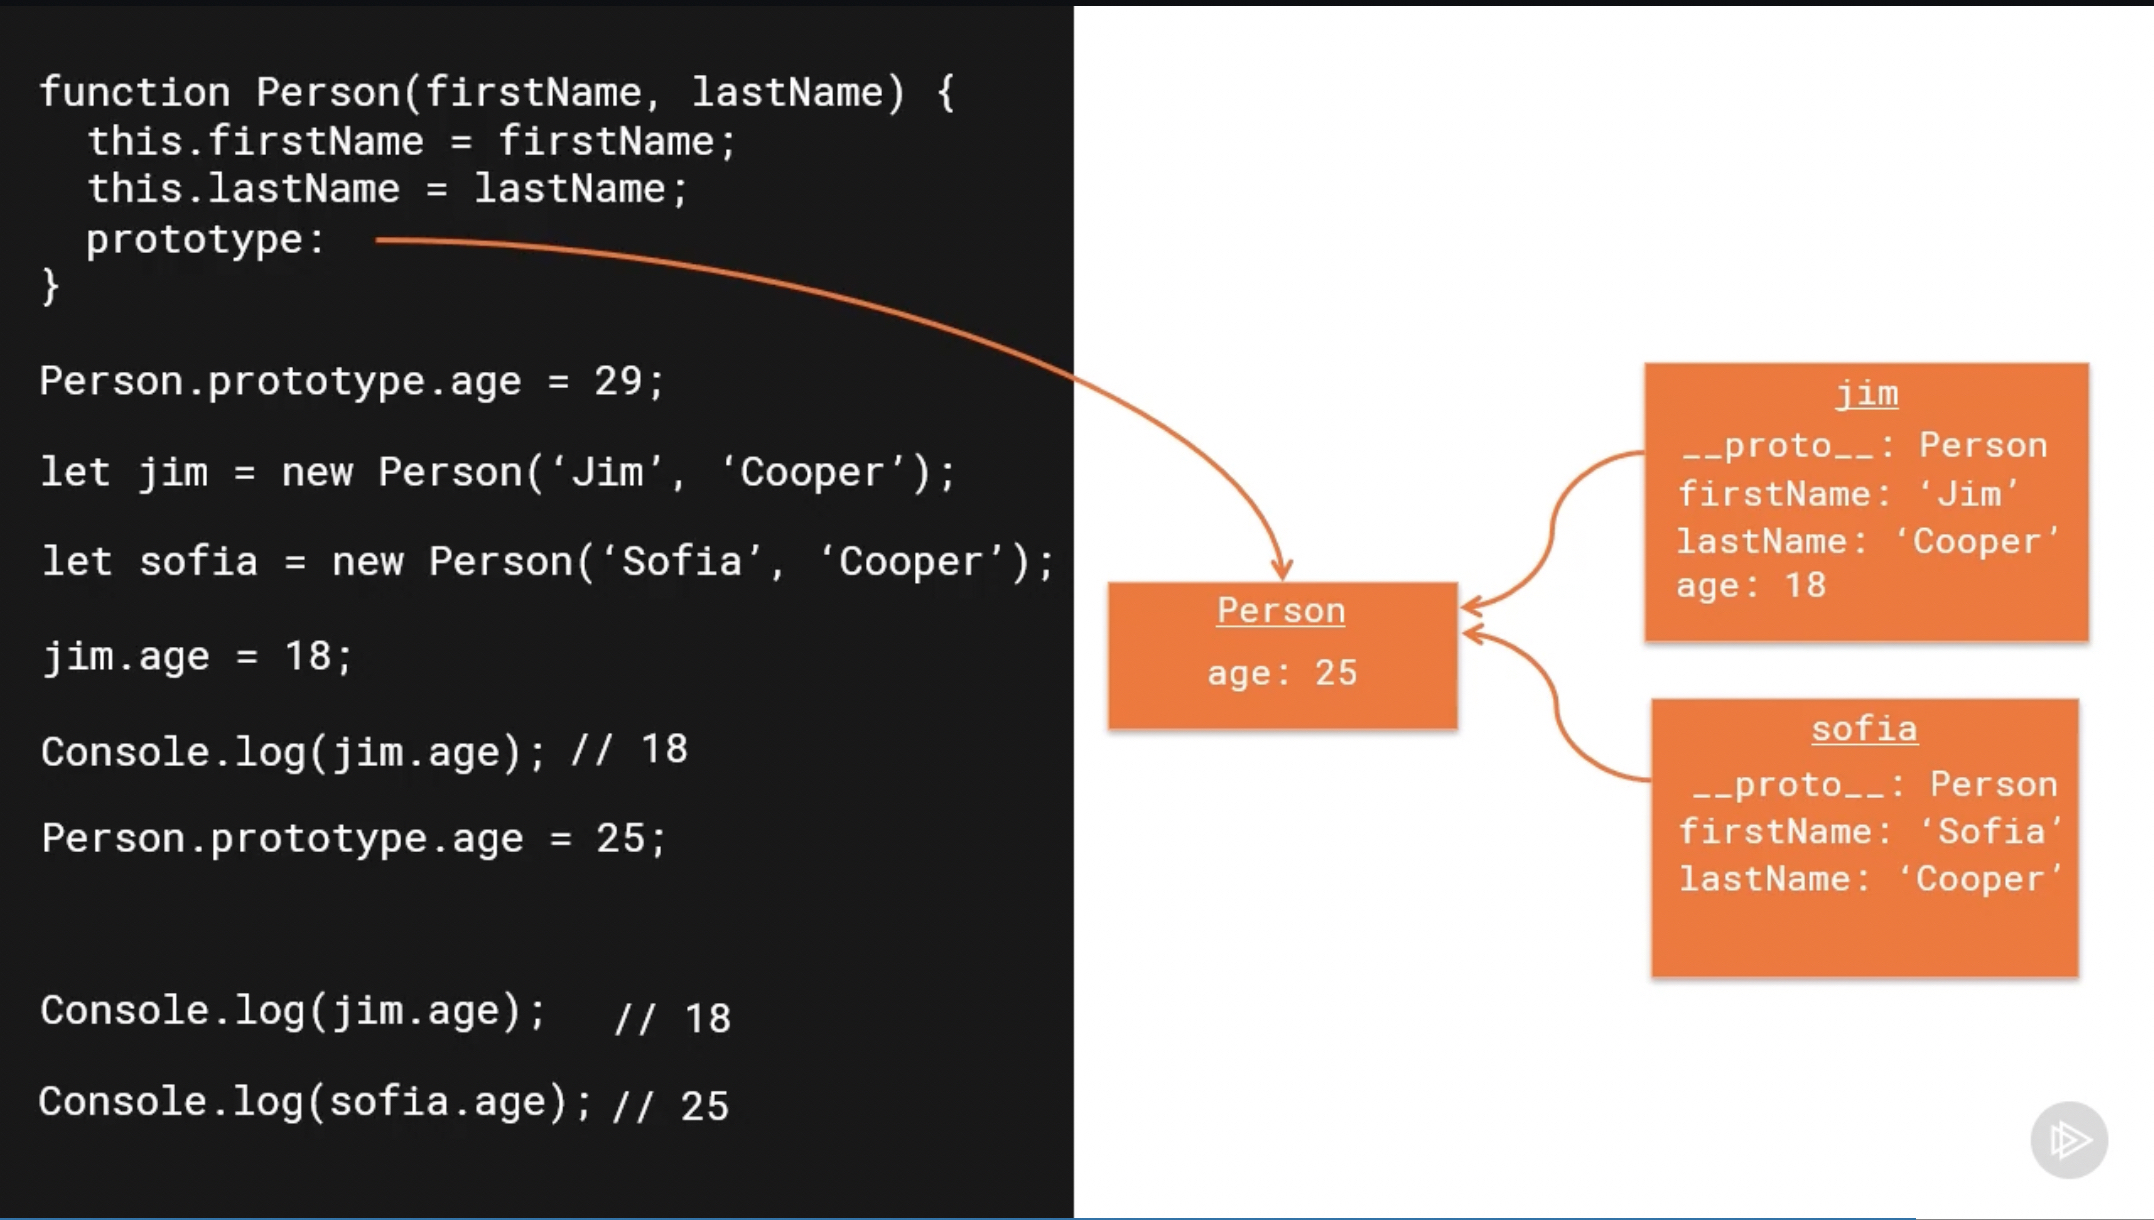 function Person(firstName, lastName) {
  this.firstName = firstName;
  this.lastName = lastName;
  prototype:
}
Person.prototype.age = 29;
let jim = new Person(‘Jim’, ‘Cooper’);
let sofia = new Person(‘Sofia’, ‘Cooper’);
jim.age = 18;
Console.log(jim.age); // 18
Person.prototype.age = 25;
Console.log(jim.age); // 18
Console.log(sofia.age); // 25
Person
age: 25
jim
__proto__: Person
firstName: ‘Jim’
lastName: ‘Cooper’
age: 18
sofia
__proto__: Person
firstName: ‘Sofia’
lastName: ‘Cooper’